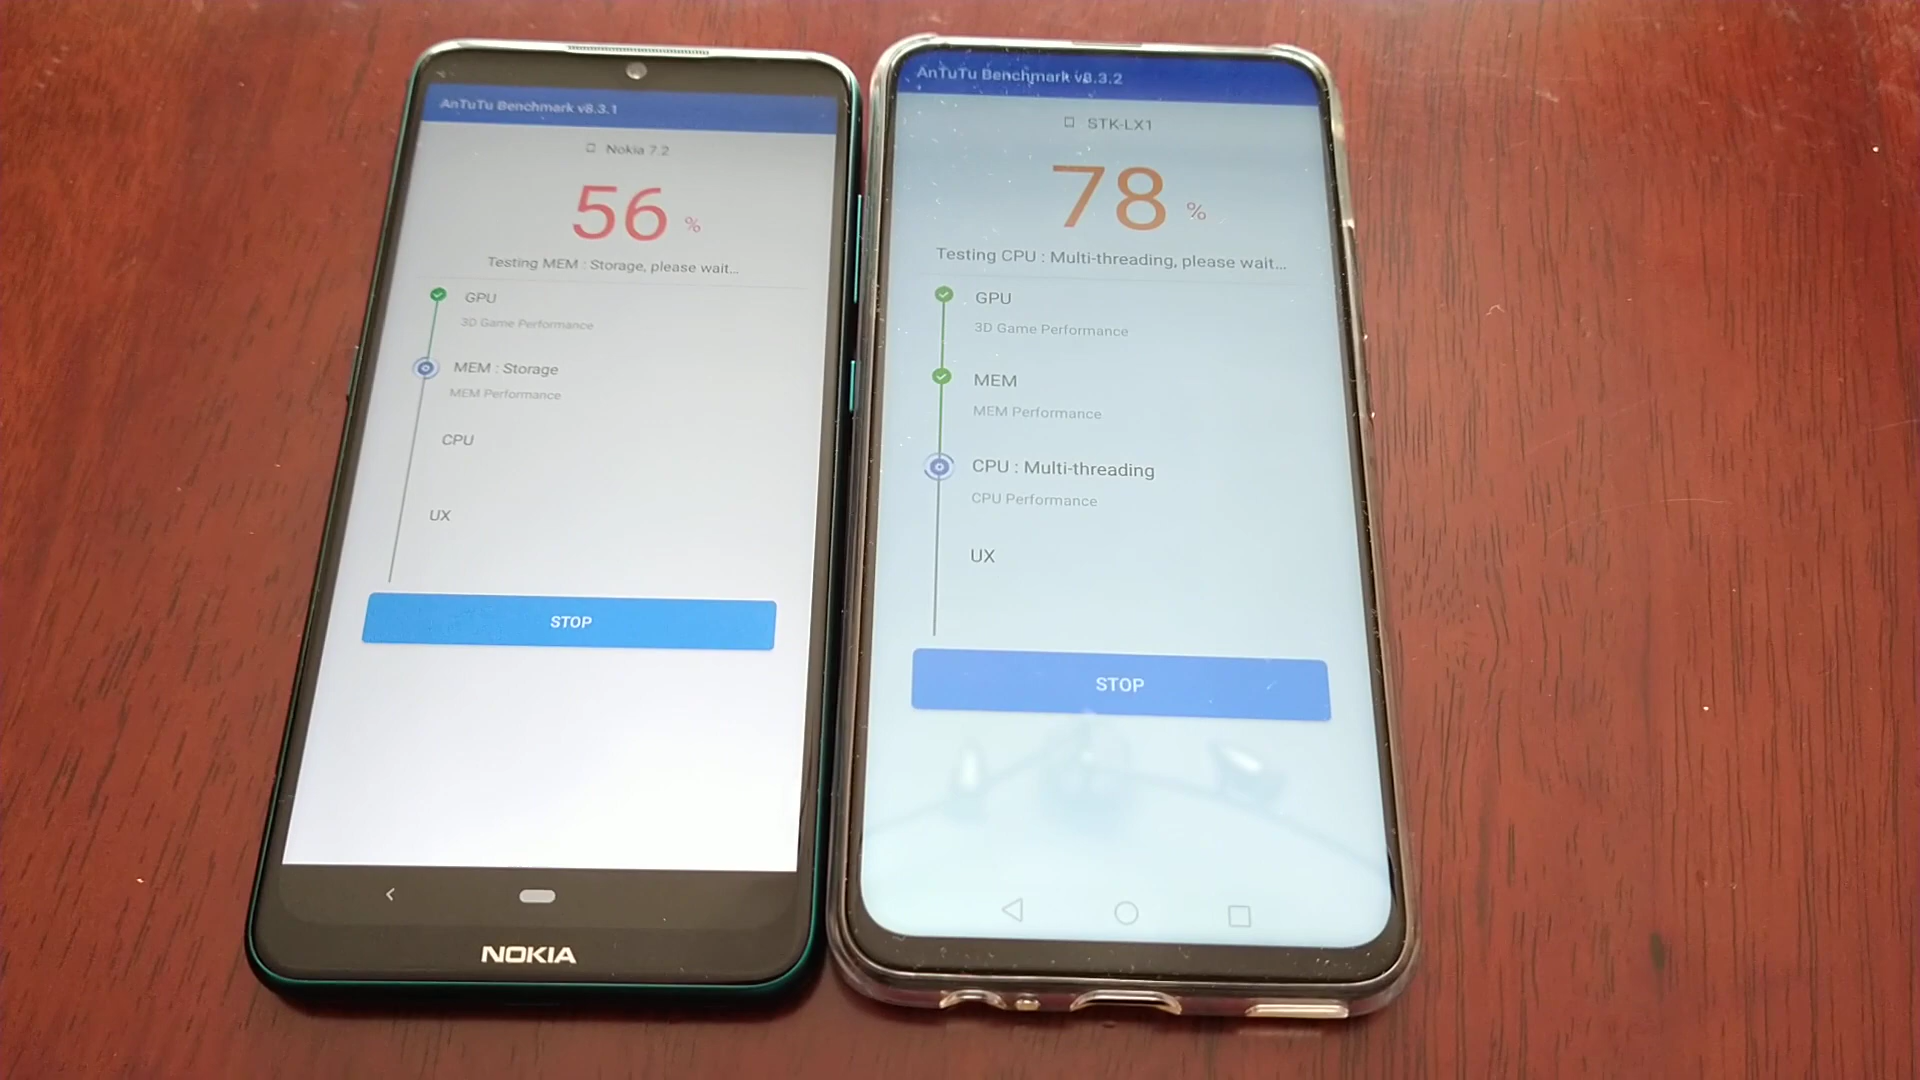 AnTuTu Benchmark v8.3.1
Nokia 7.2
56 %
Testing MEM : Storage, please wait...
GPU
3D Game Performance
MEM : Storage
MEM Performance
CPU
UX
STOP
NOKIA
AnTuTu Benchmark v8.3.2
STK-LX1
78 %
Testing CPU : Multi-threading, please wait...
GPU
3D Game Performance
MEM
MEM Performance
CPU : Multi-threading
CPU Performance
UX
STOP